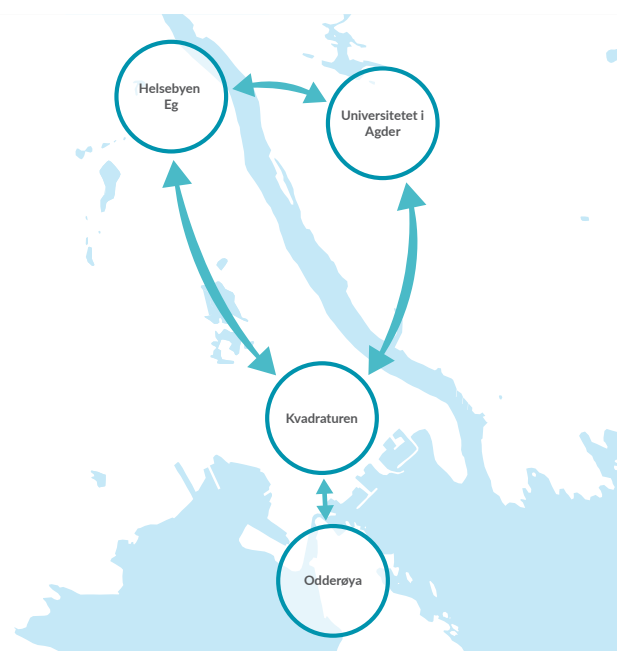 Helsebyen
Eg
Universitetet i
Agder
Kvadraturen
Odderøya